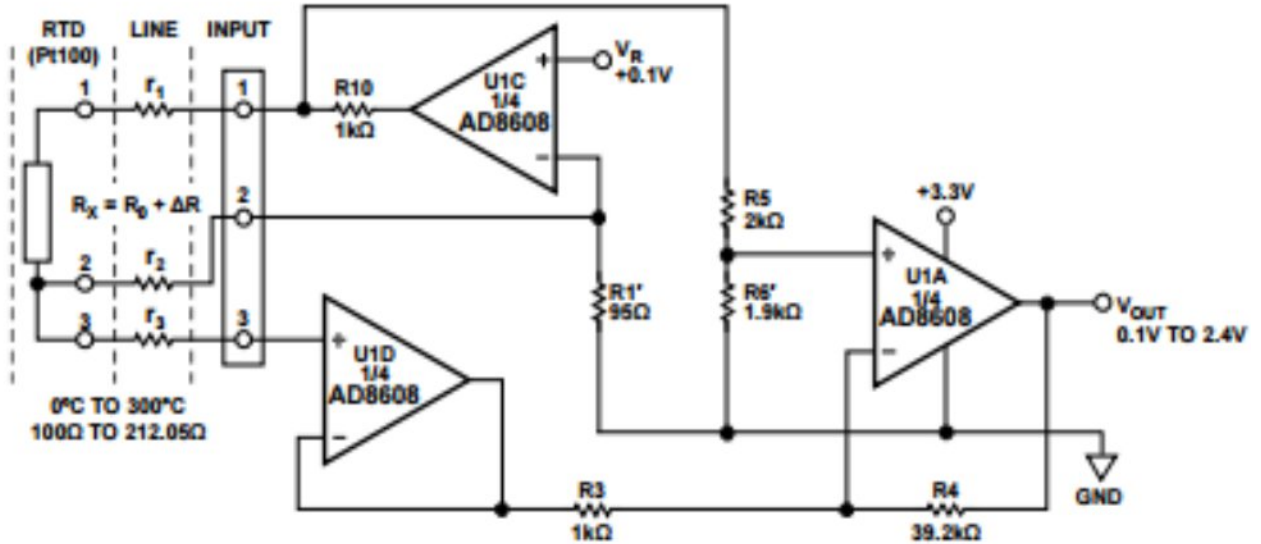 RTD
(Pt100)
LINE
INPUT
1
r1
1
R10
1kΩ
U1C
1/4
AD8608
+
−
VR
+0.1V
RX = R0 + ΔR
2
2
r2
3
r3
3
0°C TO 300°C
100Ω TO 212.05Ω
+
−
U1D
1/4
AD8608
R1'
95Ω
R5
2kΩ
R6'
1.9kΩ
+3.3V
+
−
U1A
1/4
AD8608
VOUT
0.1V TO 2.4V
GND
R3
1kΩ
R4
39.2kΩ